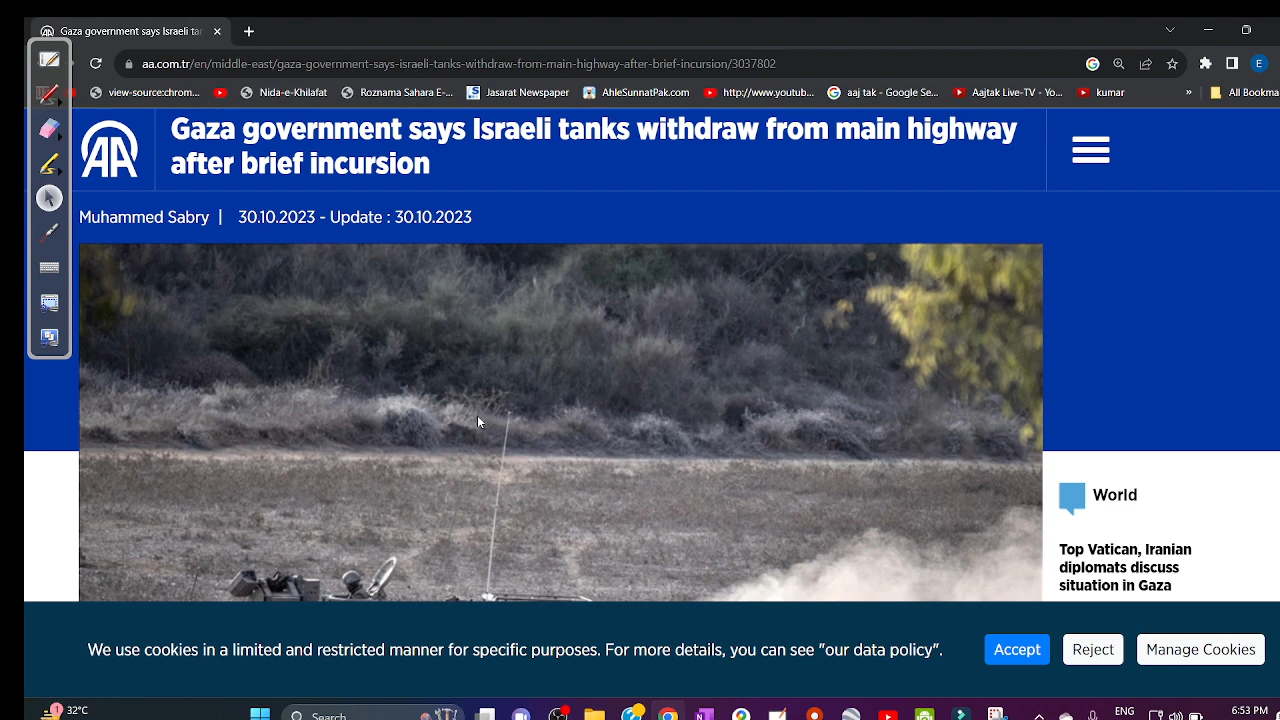 Gaza government says Israeli ta
aa.com.tr/en/middle-east/gaza-government-says-israeli-tanks-withdraw-from-main-highway-after-brief-incursion/3037802
E
view-source:chrom...
Nida-e-Khilafat
Roznama Sahara E-...
Jasarat Newspaper
AhleSunnatPak.com
http://www.youtub...
aaj tak - Google Se...
Aajtak Live-TV - Yo...
kumar
»
All Bookma
AA
Gaza government says Israeli tanks withdraw from main highway
after brief incursion
Muhammed Sabry | 30.10.2023 - Update : 30.10.2023
World
Top Vatican, Iranian
diplomats discuss
situation in Gaza
We use cookies in a limited and restricted manner for specific purposes. For more details, you can see "our data policy".
Accept
Reject
Manage Cookies
1
32°C
Search
ENG
6:53 PM